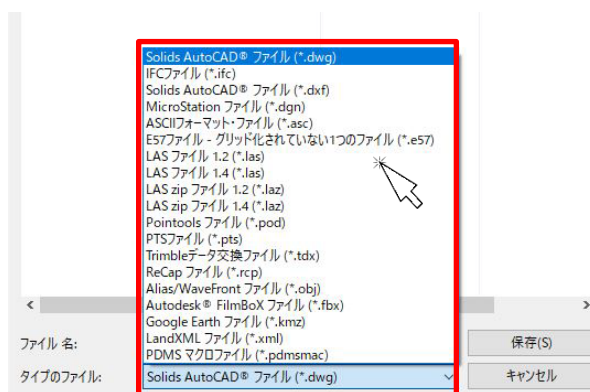 Solids AutoCAD® ファイル (*.dwg)
IFCファイル (*.ifc)
Solids AutoCAD® ファイル (*.dxf)
MicroStation ファイル (*.dgn)
ASCIIフォーマット・ファイル (*.asc)
E57ファイル - グリッド化されていない1つのファイル (*.e57)
LAS ファイル 1.2 (*.las)
LAS ファイル 1.4 (*.las)
LAS zip ファイル 1.2 (*.laz)
LAS zip ファイル 1.4 (*.laz)
Pointools ファイル (*.pod)
PTSファイル (*.pts)
Trimbleデータ交換ファイル (*.tdx)
ReCap ファイル (*.rcp)
Alias/WaveFront ファイル (*.obj)
Autodesk® FilmBoX ファイル (*.fbx)
Google Earth ファイル (*.kmz)
LandXML ファイル (*.xml)
PDMS マクロファイル (*.pdmsmac)
ファイル 名:
保存(S)
タイプのファイル:
Solids AutoCAD® ファイル (*.dwg)
キャンセル